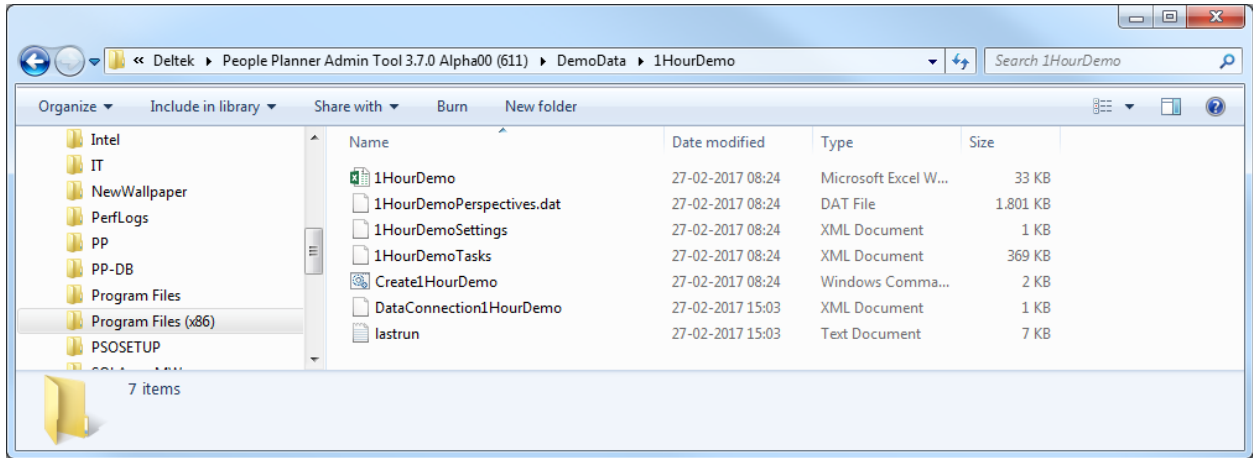 « Deltek ▸ People Planner Admin Tool 3.7.0 Alpha00 (611) ▸ DemoData ▸ 1HourDemo
Search 1HourDemo
Organize ▾ Include in library ▾ Share with ▾ Burn New folder
Intel
IT
NewWallpaper
PerfLogs
PP
PP-DB
Program Files
Program Files (x86)
PSOSETUP
Name Date modified Type Size
1HourDemo 27-02-2017 08:24 Microsoft Excel W... 33 KB
1HourDemoPerspectives.dat 27-02-2017 08:24 DAT File 1.801 KB
1HourDemoSettings 27-02-2017 08:24 XML Document 1 KB
1HourDemoTasks 27-02-2017 08:24 XML Document 369 KB
Create1HourDemo 27-02-2017 08:24 Windows Comma... 2 KB
DataConnection1HourDemo 27-02-2017 15:03 XML Document 1 KB
lastrun 27-02-2017 15:03 Text Document 7 KB
7 items